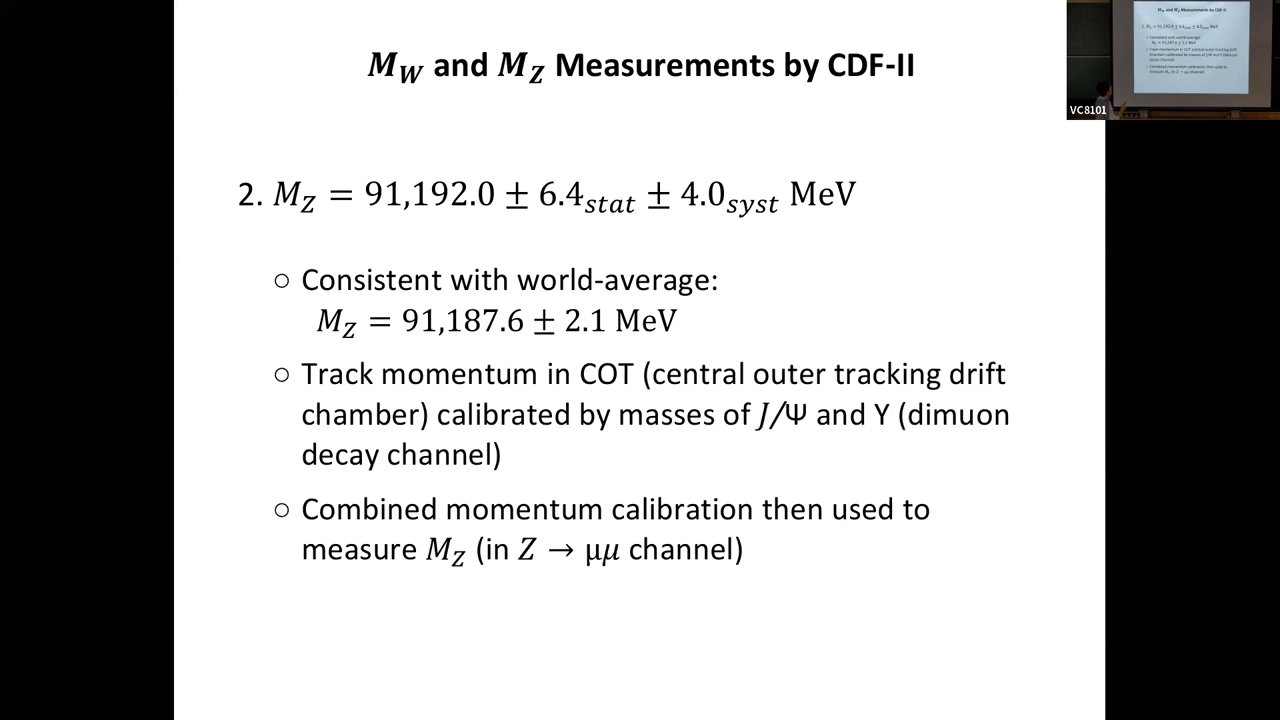 M_W and M_Z Measurements by CDF-II
VC8101
2. M_Z = 91,192.0 ± 6.4_stat ± 4.0_syst MeV
○ Consistent with world-average:
M_Z = 91,187.6 ± 2.1 MeV
○ Track momentum in COT (central outer tracking drift
chamber) calibrated by masses of J/Ψ and Υ (dimuon
decay channel)
○ Combined momentum calibration then used to
measure M_Z (in Z → μμ channel)